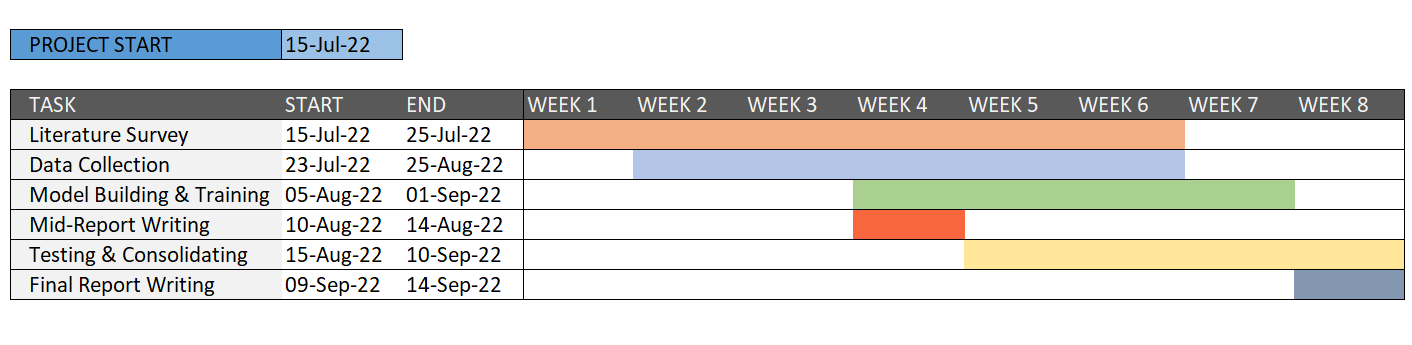 PROJECT START 15-Jul-22
TASK START END WEEK 1 WEEK 2 WEEK 3 WEEK 4 WEEK 5 WEEK 6 WEEK 7 WEEK 8
Literature Survey 15-Jul-22 25-Jul-22
Data Collection 23-Jul-22 25-Aug-22
Model Building & Training 05-Aug-22 01-Sep-22
Mid-Report Writing 10-Aug-22 14-Aug-22
Testing & Consolidating 15-Aug-22 10-Sep-22
Final Report Writing 09-Sep-22 14-Sep-22